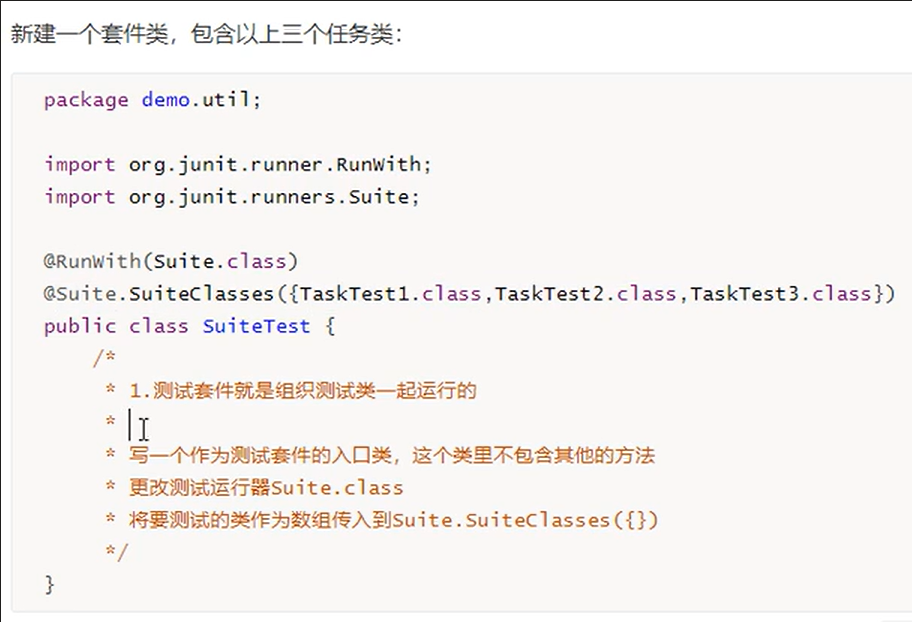 新建一个套件类，包含以上三个任务类：
package demo.util;
import org.junit.runner.RunWith;
import org.junit.runners.Suite;
@RunWith(Suite.class)
@Suite.SuiteClasses({TaskTest1.class,TaskTest2.class,TaskTest3.class})
public class SuiteTest {
/*
* 1.测试套件就是组织测试类一起运行的
*
* 写一个作为测试套件的入口类，这个类里不包含其他的方法
* 更改测试运行器Suite.class
* 将要测试的类作为数组传入到Suite.SuiteClasses({})
*/
}